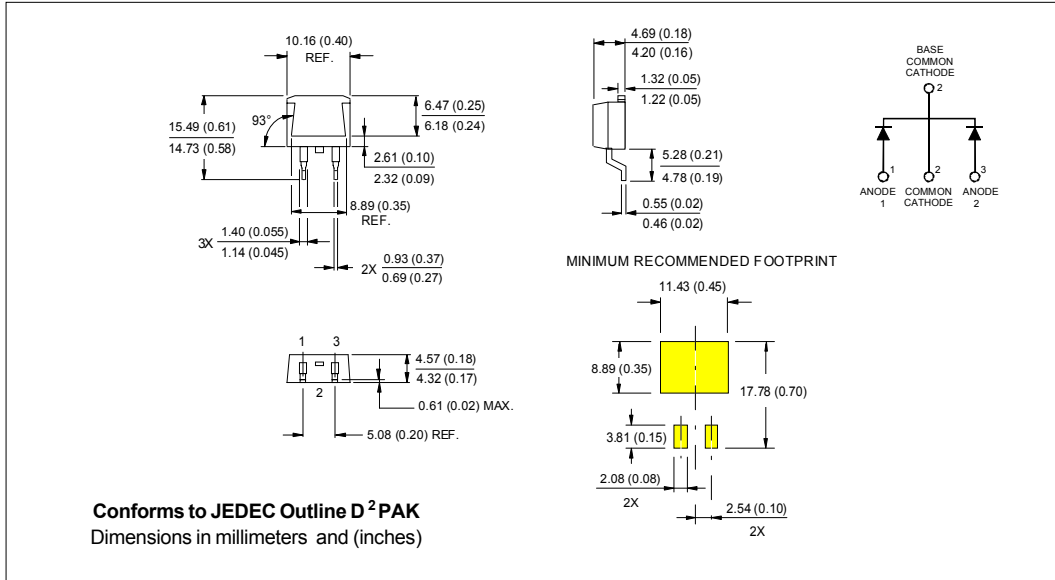 10.16 (0.40)
REF.
15.49 (0.61)
14.73 (0.58)
93°
6.47 (0.25)
6.18 (0.24)
2.61 (0.10)
2.32 (0.09)
8.89 (0.35)
REF.
3X
1.40 (0.055)
1.14 (0.045)
2X
0.93 (0.37)
0.69 (0.27)
4.69 (0.18)
4.20 (0.16)
1.32 (0.05)
1.22 (0.05)
5.28 (0.21)
4.78 (0.19)
0.55 (0.02)
0.46 (0.02)
BASE
COMMON
CATHODE
2
1
2
3
ANODE
1
COMMON
CATHODE
ANODE
2
1 3
2
4.57 (0.18)
4.32 (0.17)
0.61 (0.02) MAX.
5.08 (0.20) REF.
MINIMUM RECOMMENDED FOOTPRINT
11.43 (0.45)
8.89 (0.35)
17.78 (0.70)
3.81 (0.15)
2.08 (0.08)
2X
2.54 (0.10)
2X
Conforms to JEDEC Outline D² PAK
Dimensions in millimeters and (inches)